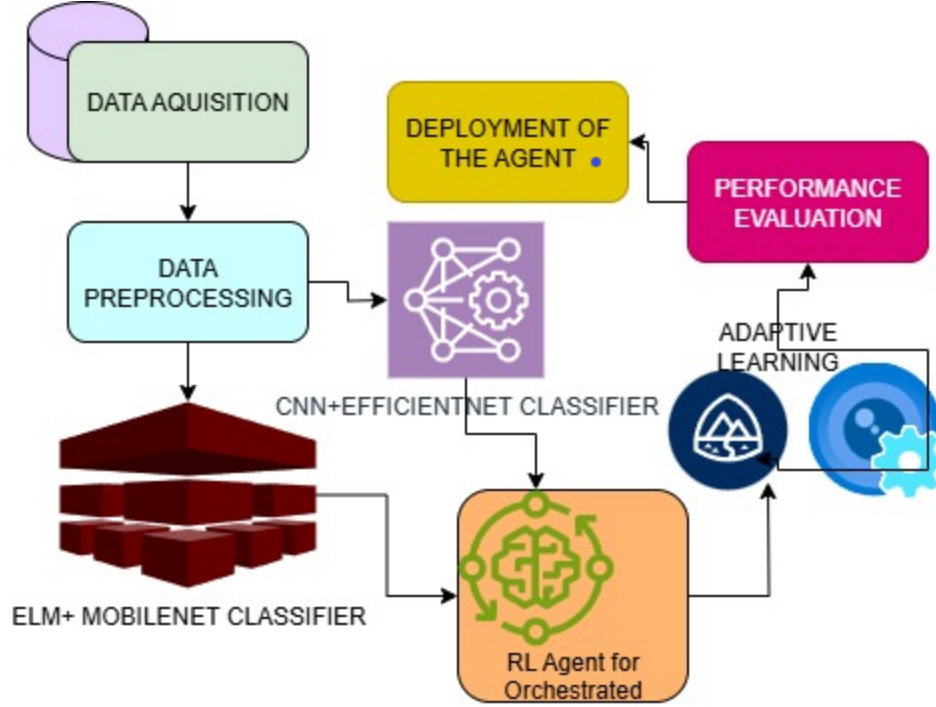 DATA AQUISITION
DEPLOYMENT OF
THE AGENT
PERFORMANCE
EVALUATION
DATA
PREPROCESSING
ADAPTIVE
LEARNING
CNN+EFFICIENTNET CLASSIFIER
ELM+ MOBILENET CLASSIFIER
RL Agent for
Orchestrated